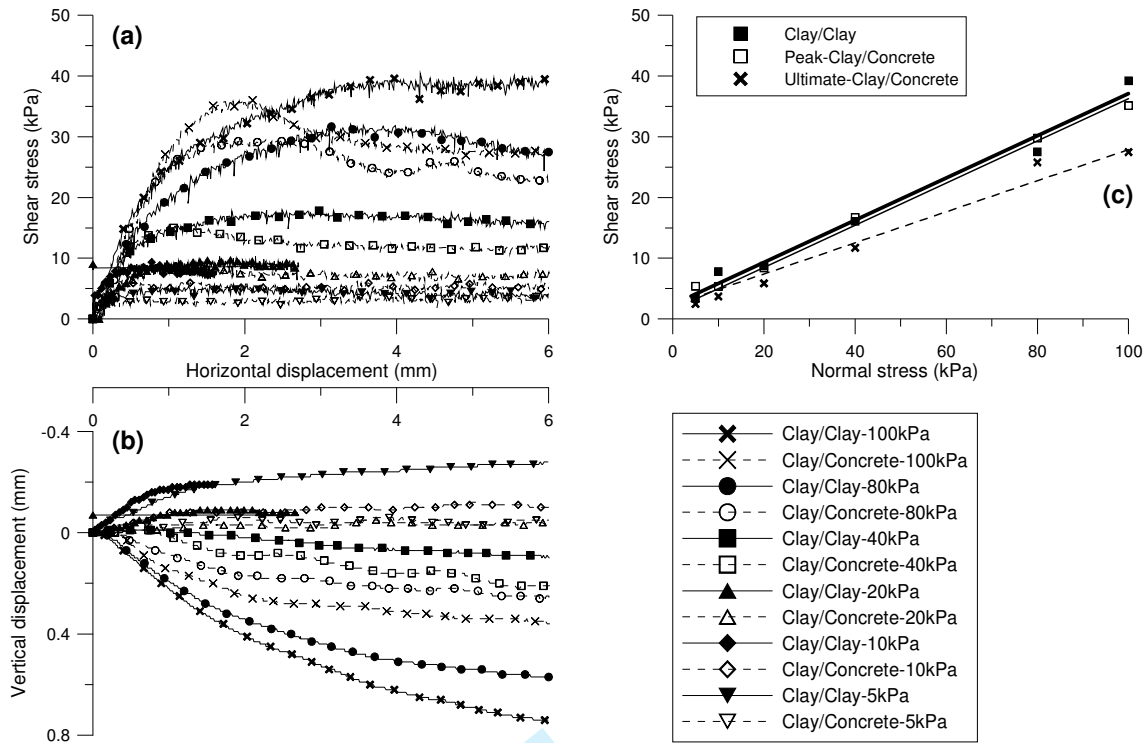 50
40
30
20
10
0
Shear stress (kPa)
(a)
0 2 4 6
Horizontal displacement (mm)
50
40
30
20
10
0
Shear stress (kPa)
Clay/Clay
Peak-Clay/Concrete
Ultimate-Clay/Concrete
(c)
0 20 40 60 80 100
Normal stress (kPa)
0 2 4 6
-0.4
0
0.4
0.8
Vertical displacement (mm)
(b)
Clay/Clay-100kPa
Clay/Concrete-100kPa
Clay/Clay-80kPa
Clay/Concrete-80kPa
Clay/Clay-40kPa
Clay/Concrete-40kPa
Clay/Clay-20kPa
Clay/Concrete-20kPa
Clay/Clay-10kPa
Clay/Concrete-10kPa
Clay/Clay-5kPa
Clay/Concrete-5kPa